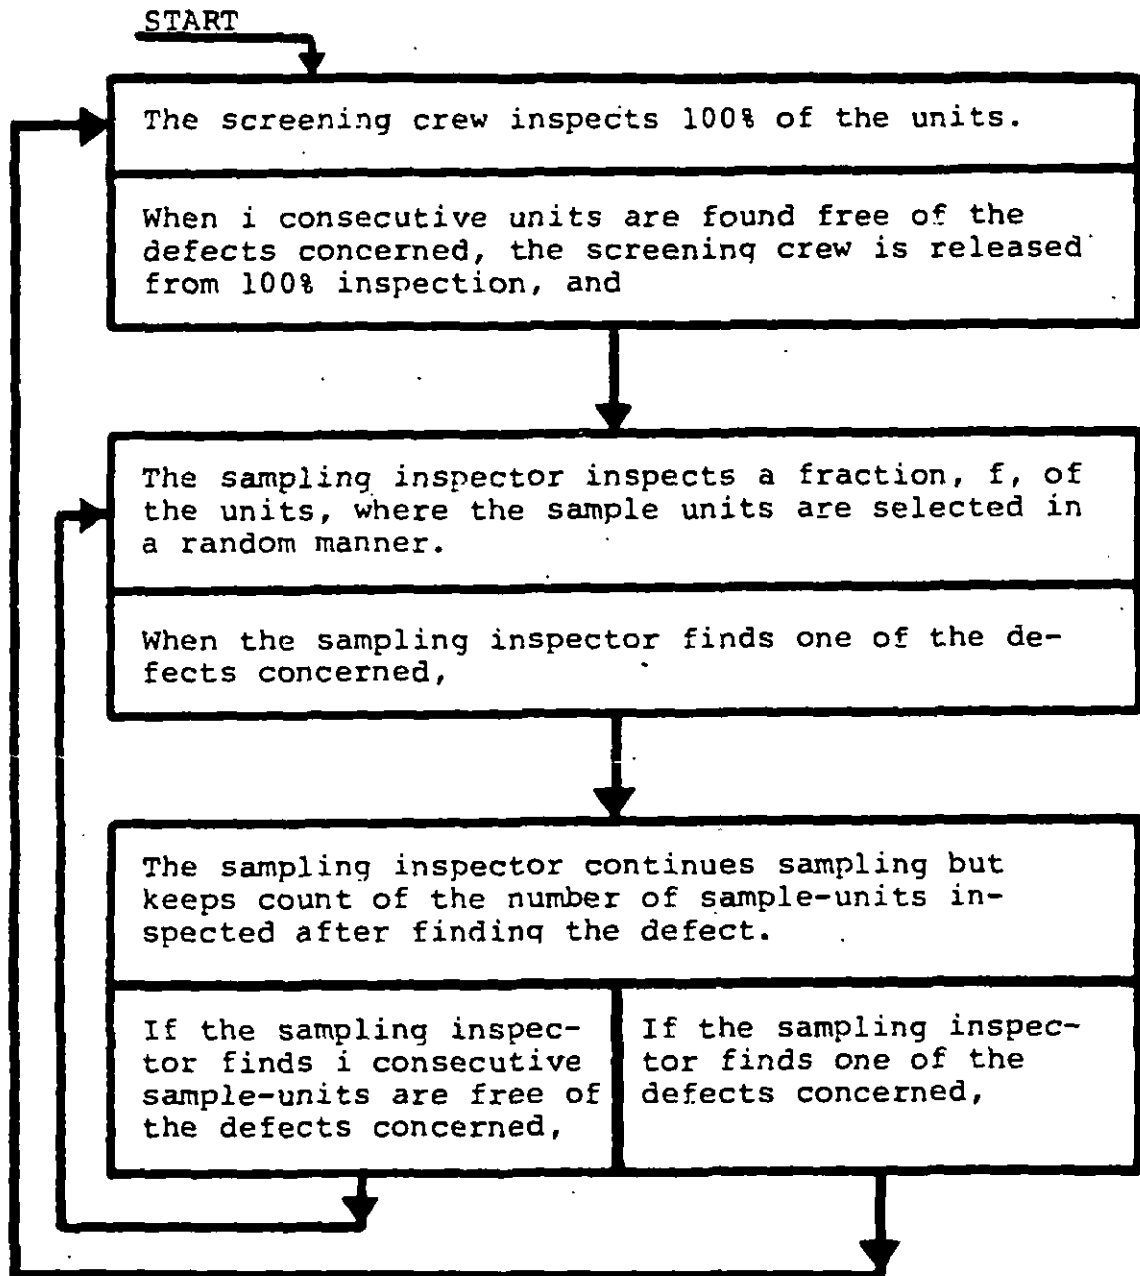 START
The screening crew inspects 100% of the units.
When i consecutive units are found free of the
defects concerned, the screening crew is released
from 100% inspection, and
The sampling inspector inspects a fraction, f, of
the units, where the sample units are selected in
a random manner.
When the sampling inspector finds one of the de-
fects concerned,
The sampling inspector continues sampling but
keeps count of the number of sample-units in-
spected after finding the defect.
If the sampling inspec-
tor finds i consecutive
sample-units are free of
the defects concerned,
If the sampling inspec-
tor finds one of the
defects concerned,